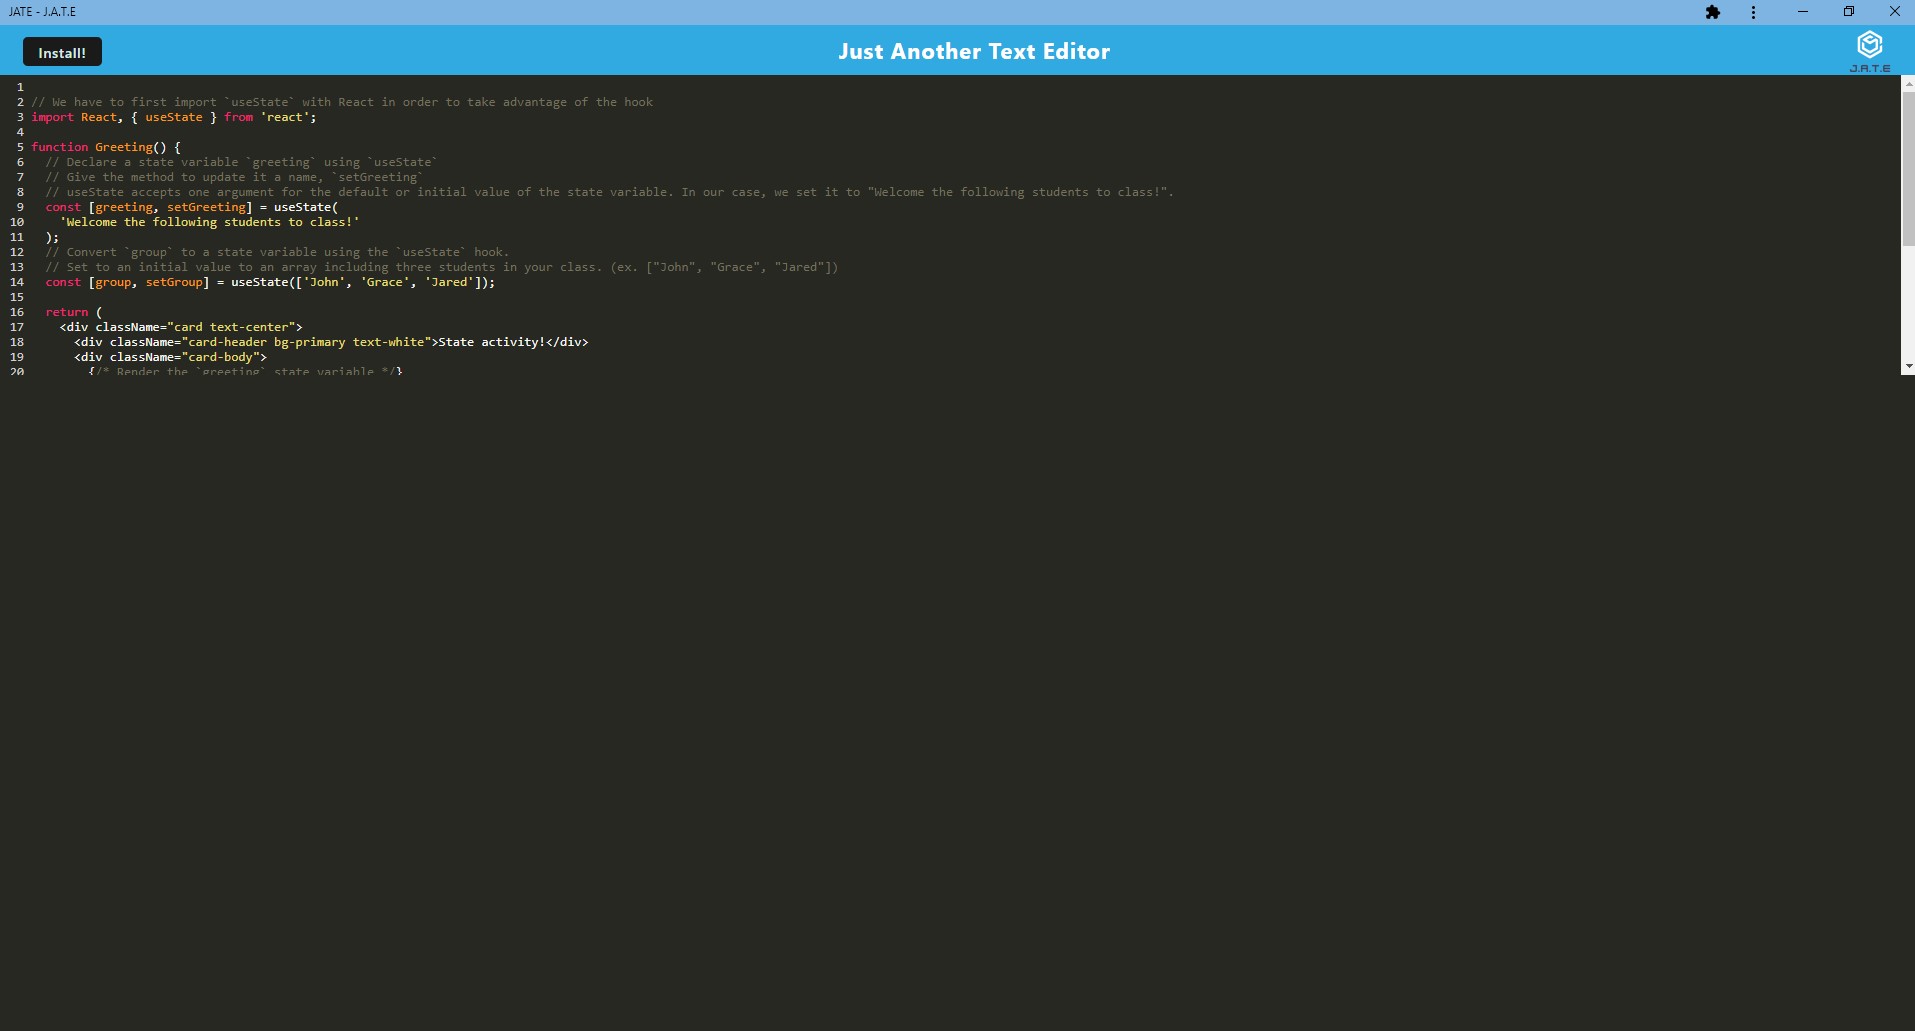 JATE - J.A.T.E
Install!
Just Another Text Editor
J.A.T.E
1
2 // We have to first import `useState` with React in order to take advantage of the hook
3 import React, { useState } from 'react';
4
5 function Greeting() {
6   // Declare a state variable `greeting` using `useState`
7   // Give the method to update it a name, `setGreeting`
8   // useState accepts one argument for the default or initial value of the state variable. In our case, we set it to "Welcome the following students to class!".
9   const [greeting, setGreeting] = useState(
10     'Welcome the following students to class!'
11   );
12   // Convert `group` to a state variable using the `useState` hook.
13   // Set to an initial value to an array including three students in your class. (ex. ["John", "Grace", "Jared"])
14   const [group, setGroup] = useState(['John', 'Grace', 'Jared']);
15
16   return (
17     <div className="card text-center">
18       <div className="card-header bg-primary text-white">State activity!</div>
19       <div className="card-body">
20         {/* Render the `greeting` state variable */}